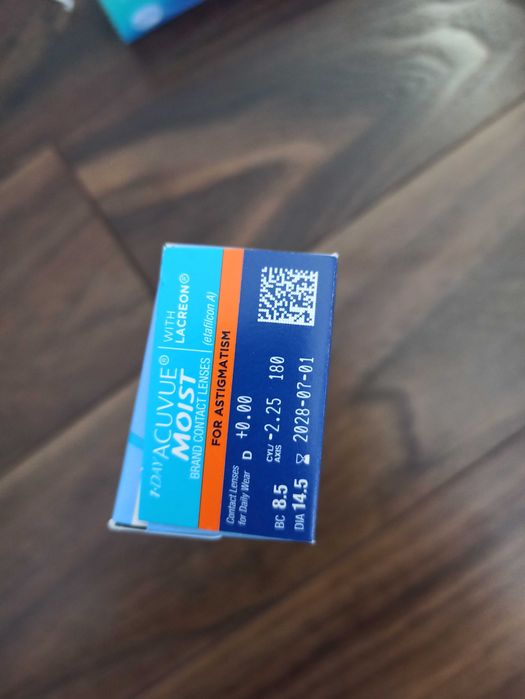 1-DAY ACUVUE® WITH
MOIST LACREON®
BRAND CONTACT LENSES (etafilcon A)
FOR ASTIGMATISM
Contact Lenses
for Daily Wear
D +0.00
CYL/
AXIS -2.25 180
BC 8.5
DIA 14.5 2028-07-01